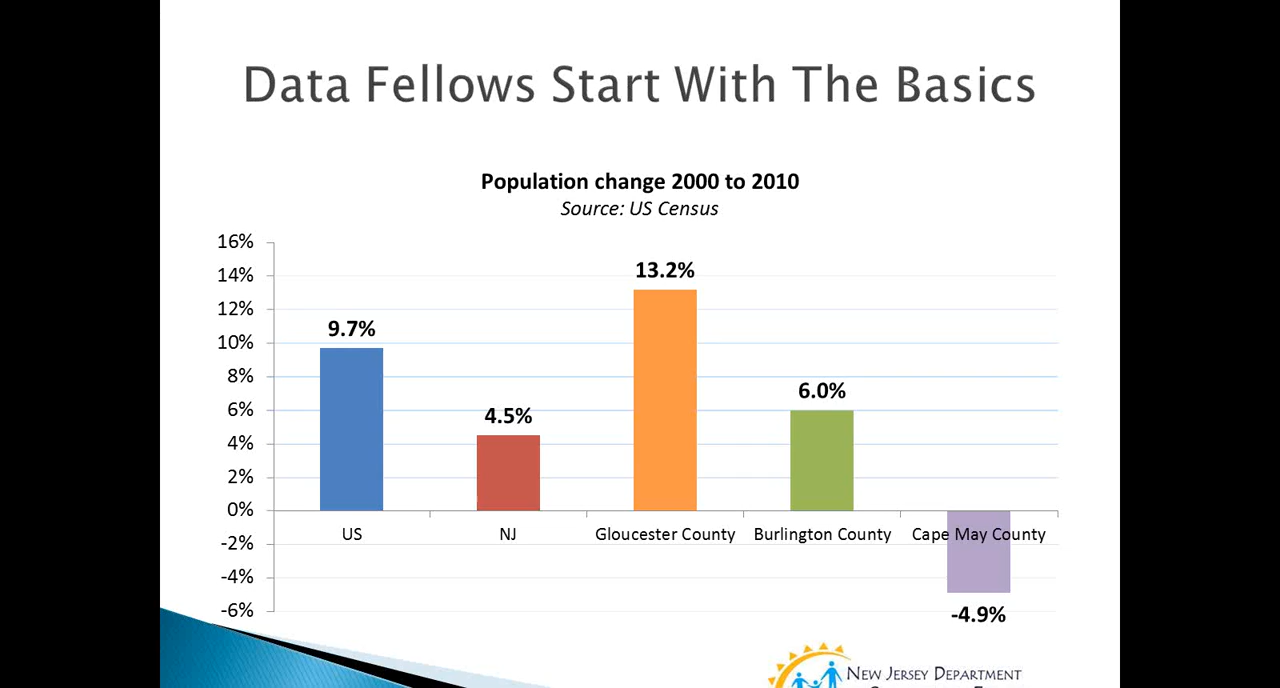 Data Fellows Start With The Basics
Population change 2000 to 2010
Source: US Census
16%
14%
12%
10%
8%
6%
4%
2%
0%
-2%
-4%
-6%
9.7%
4.5%
13.2%
6.0%
-4.9%
US
NJ
Gloucester County
Burlington County
Cape May County
NEW JERSEY DEPARTMENT